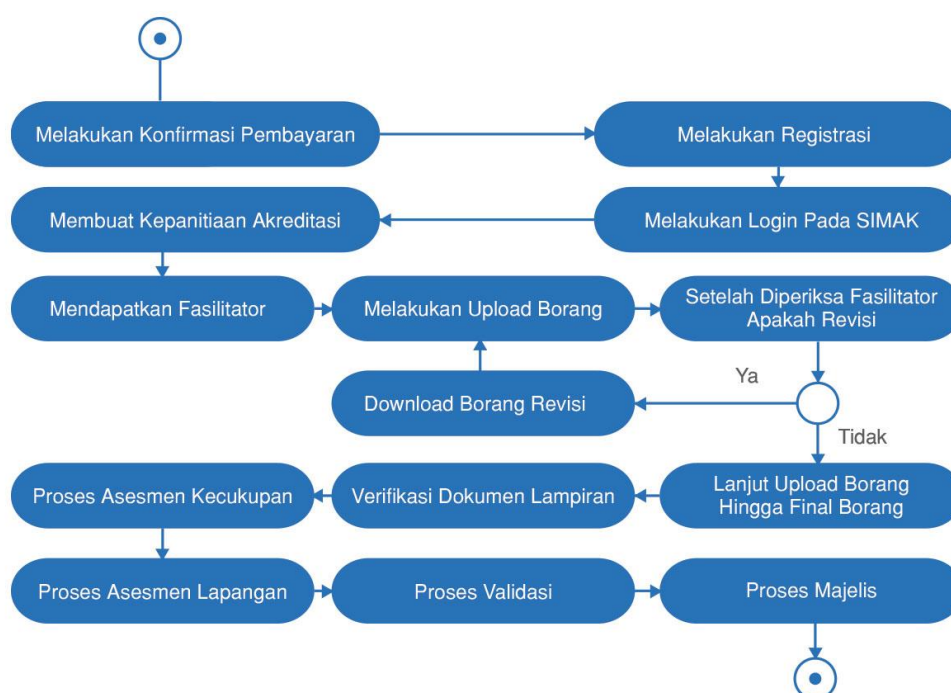 Melakukan Konfirmasi Pembayaran
Melakukan Registrasi
Membuat Kepanitiaan Akreditasi
Melakukan Login Pada SIMAK
Mendapatkan Fasilitator
Melakukan Upload Borang
Setelah Diperiksa Fasilitator
Apakah Revisi
Ya
Download Borang Revisi
Tidak
Proses Asesmen Kecukupan
Verifikasi Dokumen Lampiran
Lanjut Upload Borang
Hingga Final Borang
Proses Asesmen Lapangan
Proses Validasi
Proses Majelis